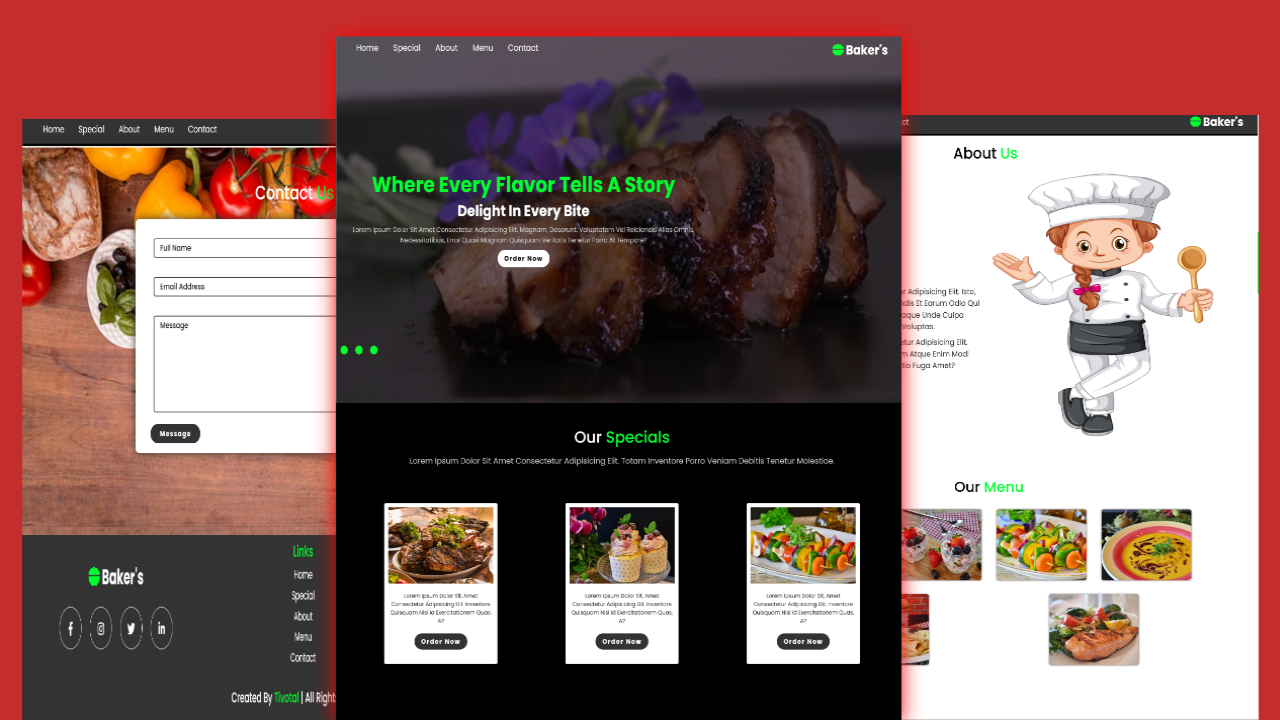 Home Special About Menu Contact
Baker's
Where Every Flavor Tells A Story
Delight In Every Bite
Lorem Ipsum Dolor Sit Amet Consectetur Adipisicing Elit. Magnam, Deserunt. Voluptatem Vel Reiciendis Alias Omnis,
Necessitatibus, Error Quasi Magnam Quisquam Veritatis Tenetur Porro At Tempore?
Order Now
Our Specials
Lorem Ipsum Dolor Sit Amet Consectetur Adipisicing Elit. Totam Inventore Porro Veniam Debitis Tenetur Molestiae.
Lorem Ipsum Dolor Sit, Amet
Consectetur Adipisicing Elit. Inventore
Quisquam Nisi Id Exercitationem Quas.
A?
Order Now
Lorem Ipsum Dolor Sit, Amet
Consectetur Adipisicing Elit. Inventore
Quisquam Nisi Id Exercitationem Quas.
A?
Order Now
Lorem Ipsum Dolor Sit, Amet
Consectetur Adipisicing Elit. Inventore
Quisquam Nisi Id Exercitationem Quas.
A?
Order Now
Home Special About Menu Contact
Contact Us
Full Name
Email Address
Message
Message
Baker's
Links
Home
Special
About
Menu
Contact
Created By Tivotal | All Right
ct
Baker's
About Us
ur Adipisicing Elit. Iste,
ndis Et Earum Odio Qui
aque Unde Culpa
Voluptas.
etur Adipisicing Elit.
m Atque Enim Modi
tio Fuga Amet?
Our Menu